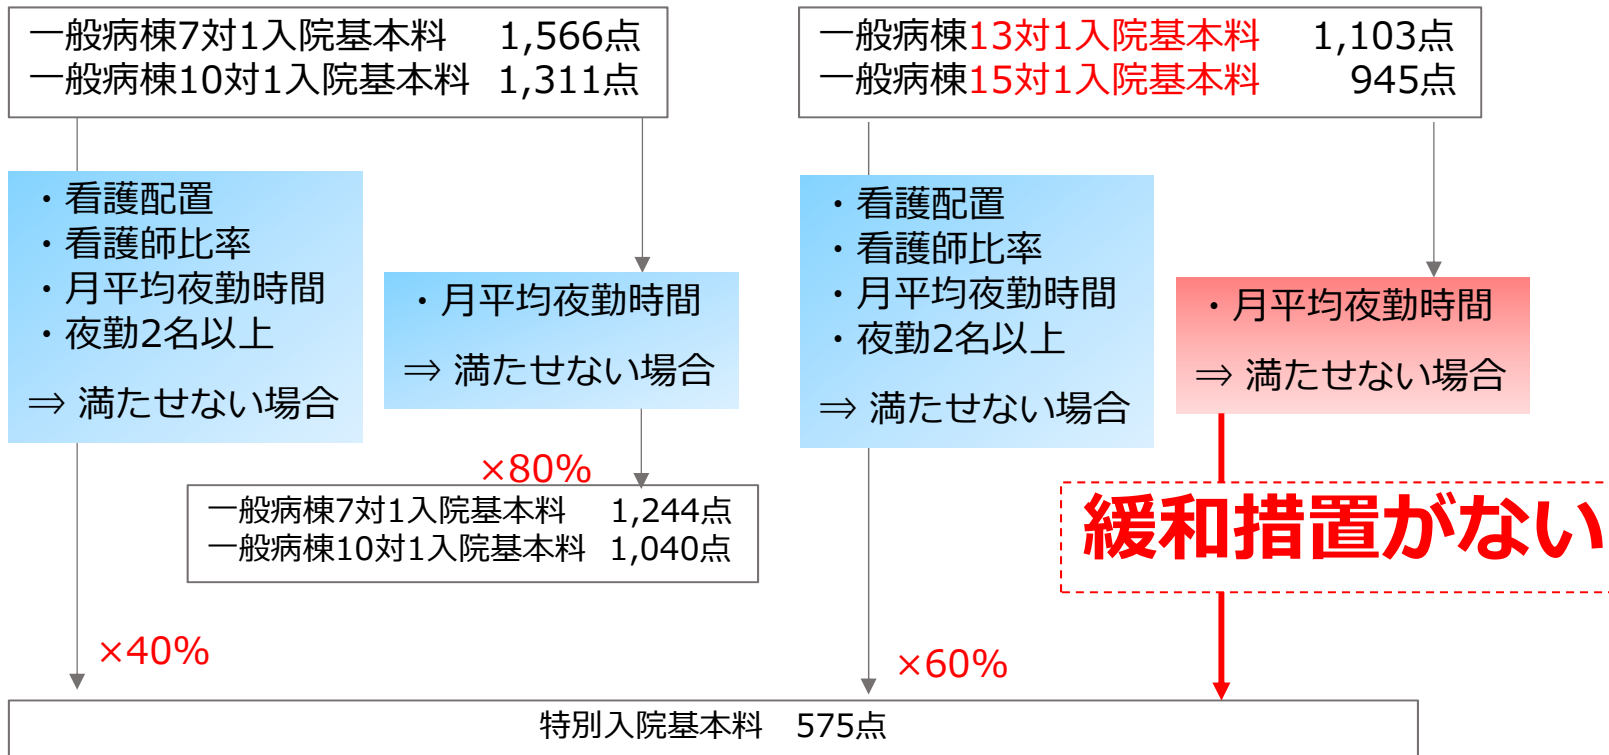 一般病棟7対1入院基本料 1,566点
一般病棟10対1入院基本料 1,311点
一般病棟13対1入院基本料 1,103点
一般病棟15対1入院基本料 945点
・看護配置
・看護師比率
・月平均夜勤時間
・夜勤2名以上
⇒ 満たせない場合
・月平均夜勤時間
⇒ 満たせない場合
・看護配置
・看護師比率
・月平均夜勤時間
・夜勤2名以上
⇒ 満たせない場合
・月平均夜勤時間
⇒ 満たせない場合
×80%
一般病棟7対1入院基本料 1,244点
一般病棟10対1入院基本料 1,040点
緩和措置がない
×40%
×60%
特別入院基本料 575点